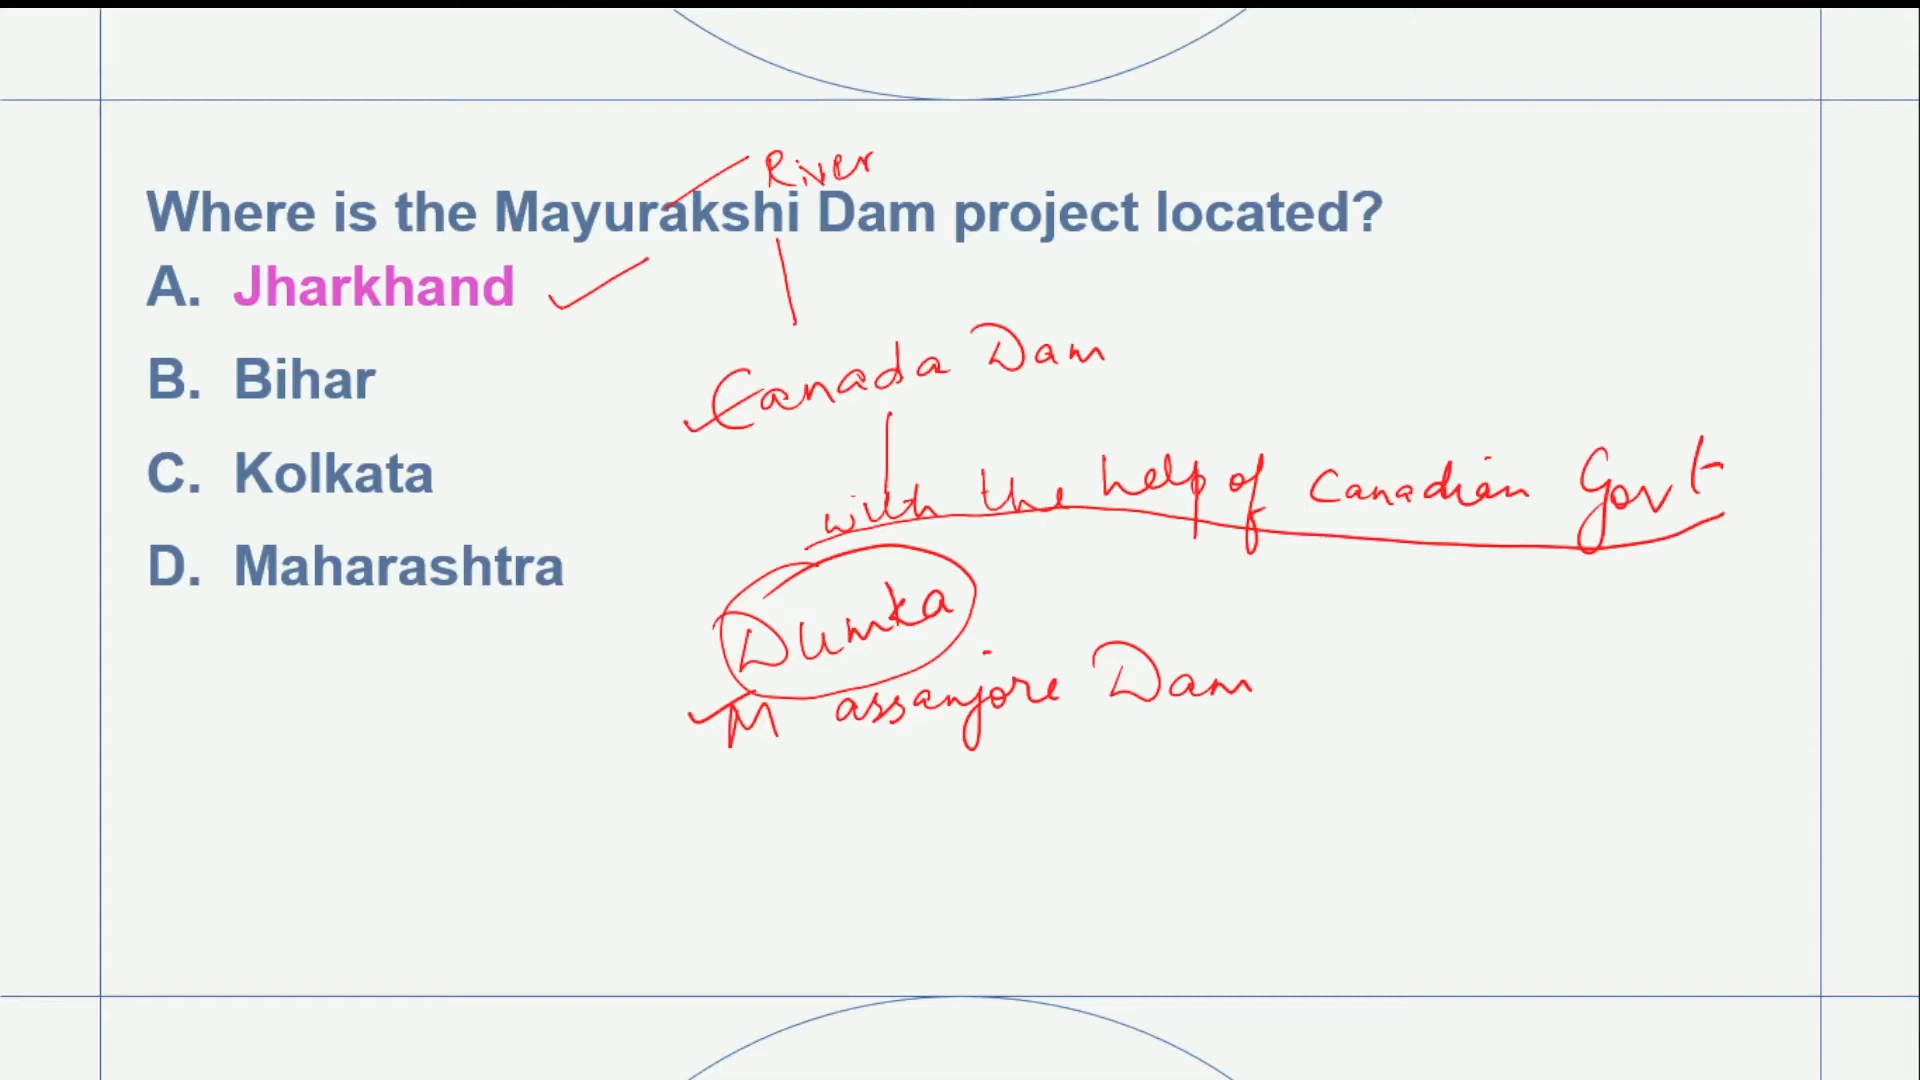 River
Where is the Mayurakshi Dam project located?
A. Jharkhand
Canada Dam
B. Bihar
with the help of Canadian Govt
C. Kolkata
D. Maharashtra
Dumka
Massanjore Dam